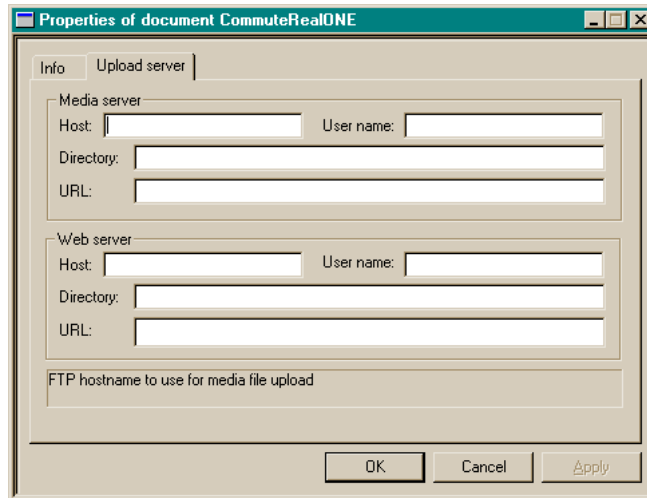 Properties of document CommuteRealONE
Info Upload server
Media server
Host: User name:
Directory:
URL:
Web server
Host: User name:
Directory:
URL:
FTP hostname to use for media file upload
OK Cancel Apply